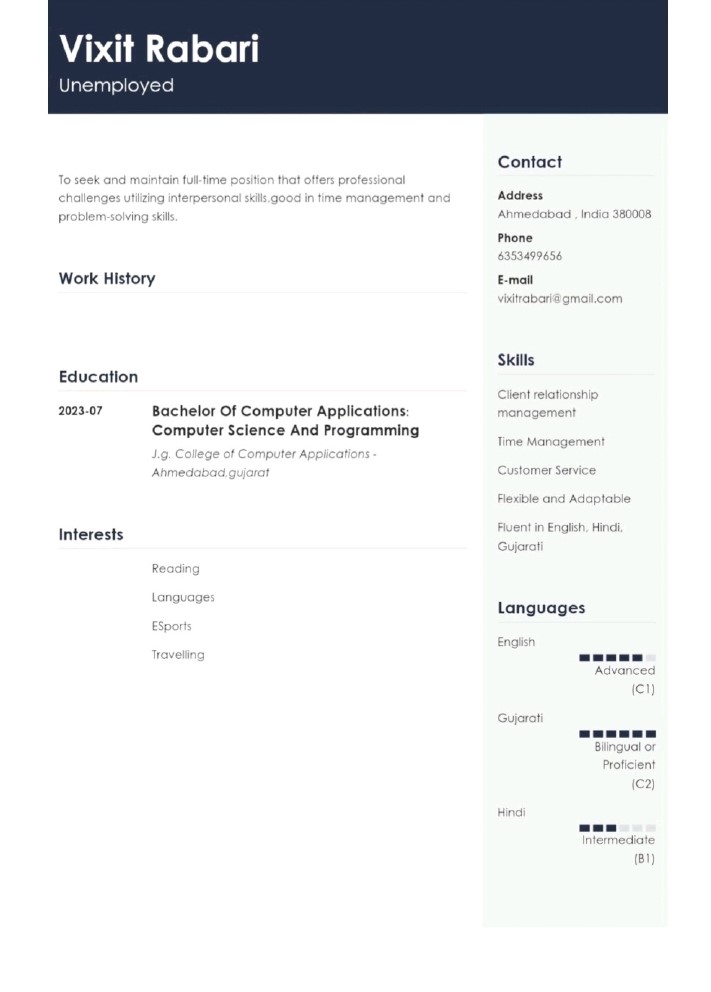 Vixit Rabari
Unemployed
To seek and maintain full-time position that offers professional
challenges utilizing interpersonal skills.good in time management and
problem-solving skills.
Work History
Education
2023-07
Bachelor Of Computer Applications:
Computer Science And Programming
J.g. College of Computer Applications -
Ahmedabad,gujarat
Interests
Reading
Languages
ESports
Travelling
Contact
Address
Ahmedabad , India 380008
Phone
6353499656
E-mail
vixitrabari@gmail.com
Skills
Client relationship
management
Time Management
Customer Service
Flexible and Adaptable
Fluent in English, Hindi,
Gujarati
Languages
English
Advanced
(C1)
Gujarati
Bilingual or
Proficient
(C2)
Hindi
Intermediate
(B1)